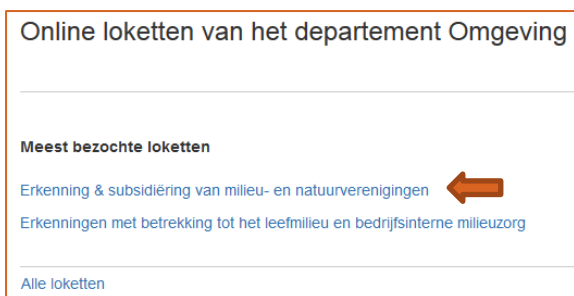 Online loketten van het departement Omgeving
Meest bezochte loketten
Erkenning & subsidiëring van milieu- en natuurverenigingen
Erkenningen met betrekking tot het leefmilieu en bedrijfsinterne milieuzorg
Alle loketten